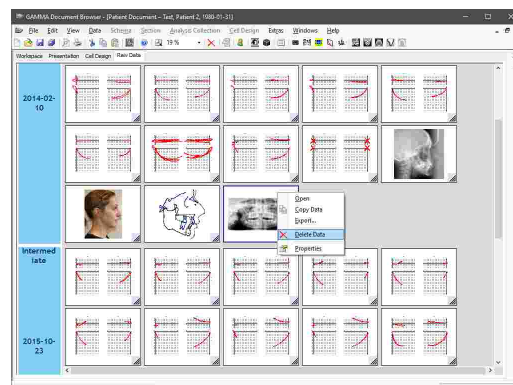 GAMMA Document Browser - [Patient Document – Test, Patient 2, 1980-01-31]
File Edit View Data Schema Section Analysis Collection Cell Design Extras Windows Help
19 %
Workspace Presentation Cell Design Raw Data
2014-02-
10
Open
Copy Data
Export...
Delete Data
Properties
Intermed
iate
2015-10-
23